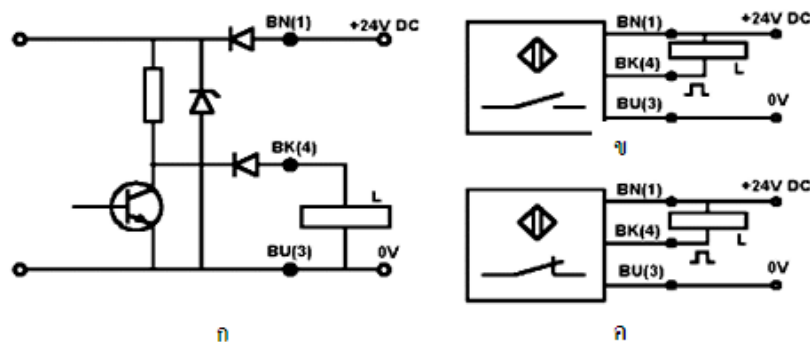 BN(1) +24V DC
BK(4)
L
BU(3) 0V
ก
BN(1) +24V DC
BK(4) L
BU(3) 0V
ข
BN(1) +24V DC
BK(4) L
BU(3) 0V
ค